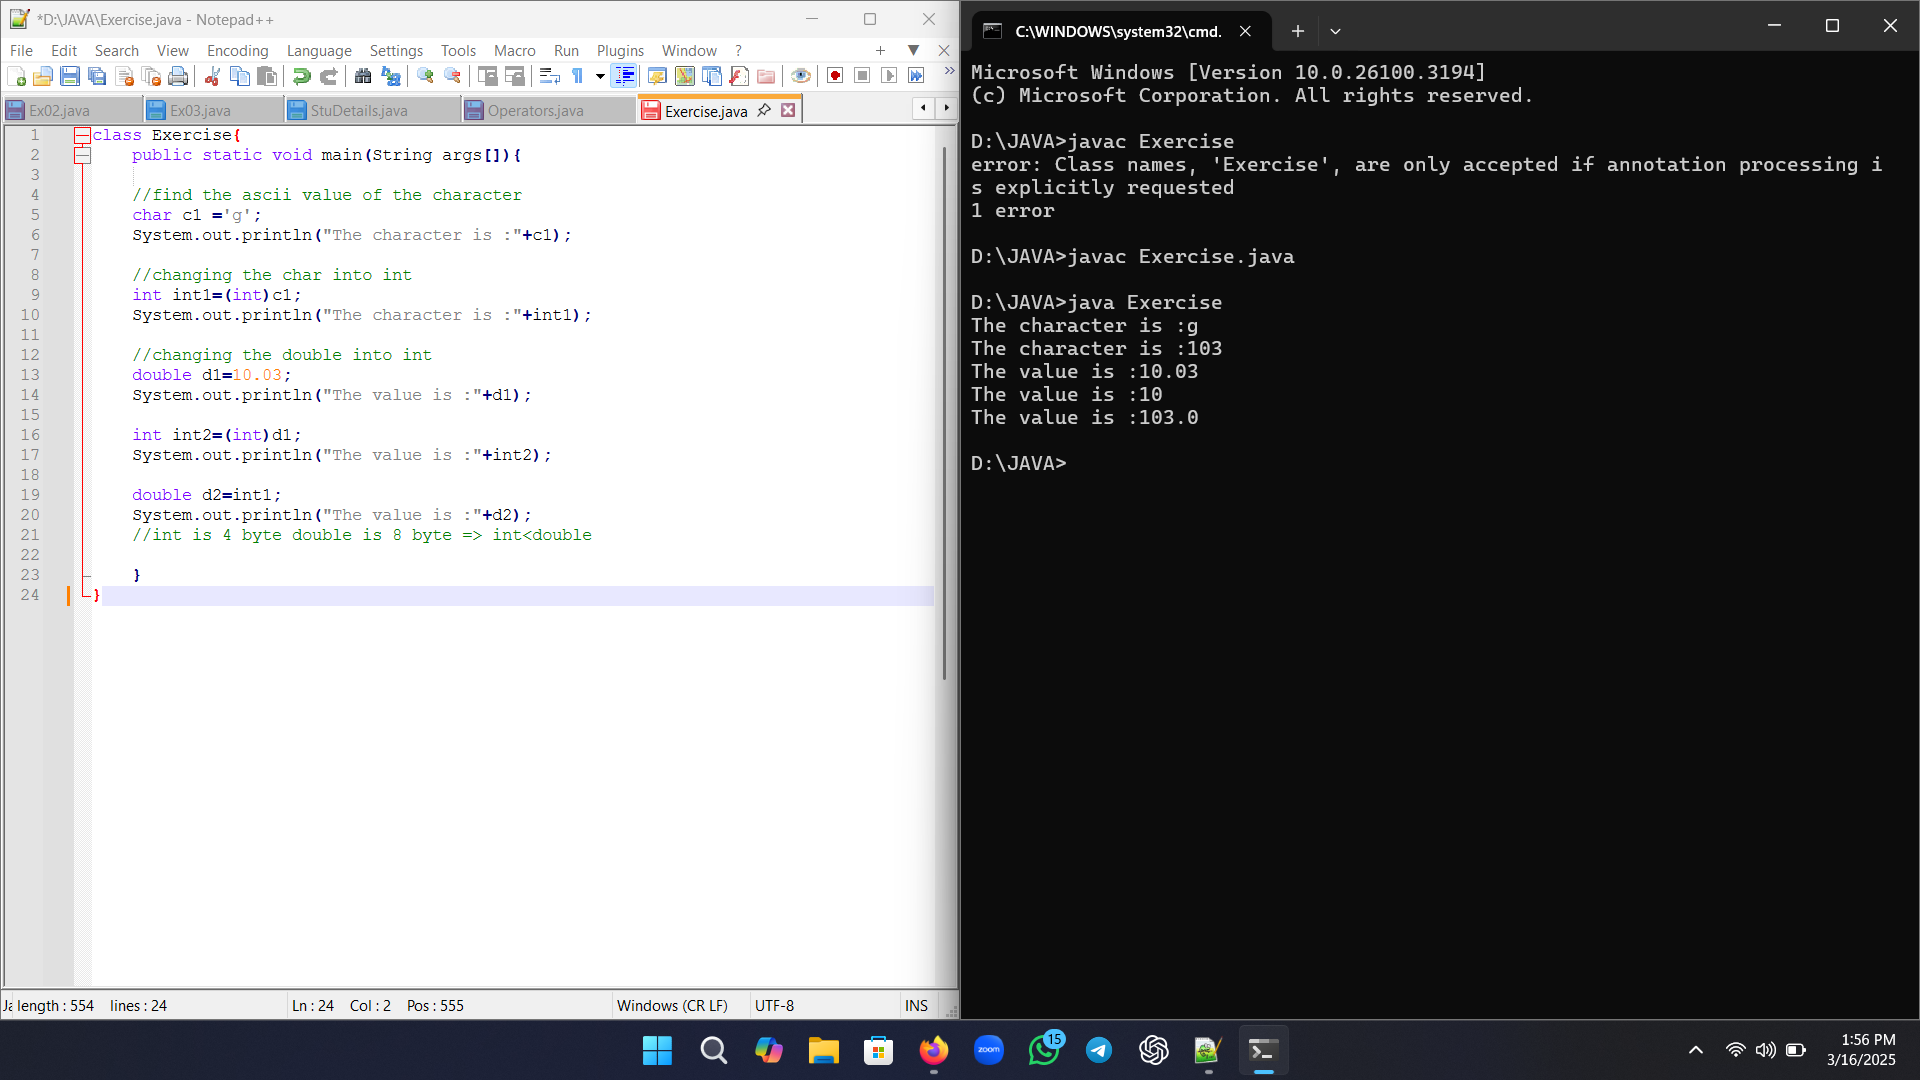 *D:\JAVA\Exercise.java - Notepad++
File Edit Search View Encoding Language Settings Tools Macro Run Plugins Window ?
Ex02.java Ex03.java StuDetails.java Operators.java Exercise.java
1 class Exercise{
2 public static void main(String args[]){
3
4 //find the ascii value of the character
5 char c1 ='g';
6 System.out.println("The character is :"+c1);
7
8 //changing the char into int
9 int int1=(int)c1;
10 System.out.println("The character is :"+int1);
11
12 //changing the double into int
13 double d1=10.03;
14 System.out.println("The value is :"+d1);
15
16 int int2=(int)d1;
17 System.out.println("The value is :"+int2);
18
19 double d2=int1;
20 System.out.println("The value is :"+d2);
21 //int is 4 byte double is 8 byte => int<double
22
23 }
24 }
Ja length : 554 lines : 24 Ln : 24 Col : 2 Pos : 555 Windows (CR LF) UTF-8 INS
C:\WINDOWS\system32\cmd.
Microsoft Windows [Version 10.0.26100.3194]
(c) Microsoft Corporation. All rights reserved.
D:\JAVA>javac Exercise
error: Class names, 'Exercise', are only accepted if annotation processing i
s explicitly requested
1 error
D:\JAVA>javac Exercise.java
D:\JAVA>java Exercise
The character is :g
The character is :103
The value is :10.03
The value is :10
The value is :103.0
D:\JAVA>
zoom
15
1:56 PM
3/16/2025